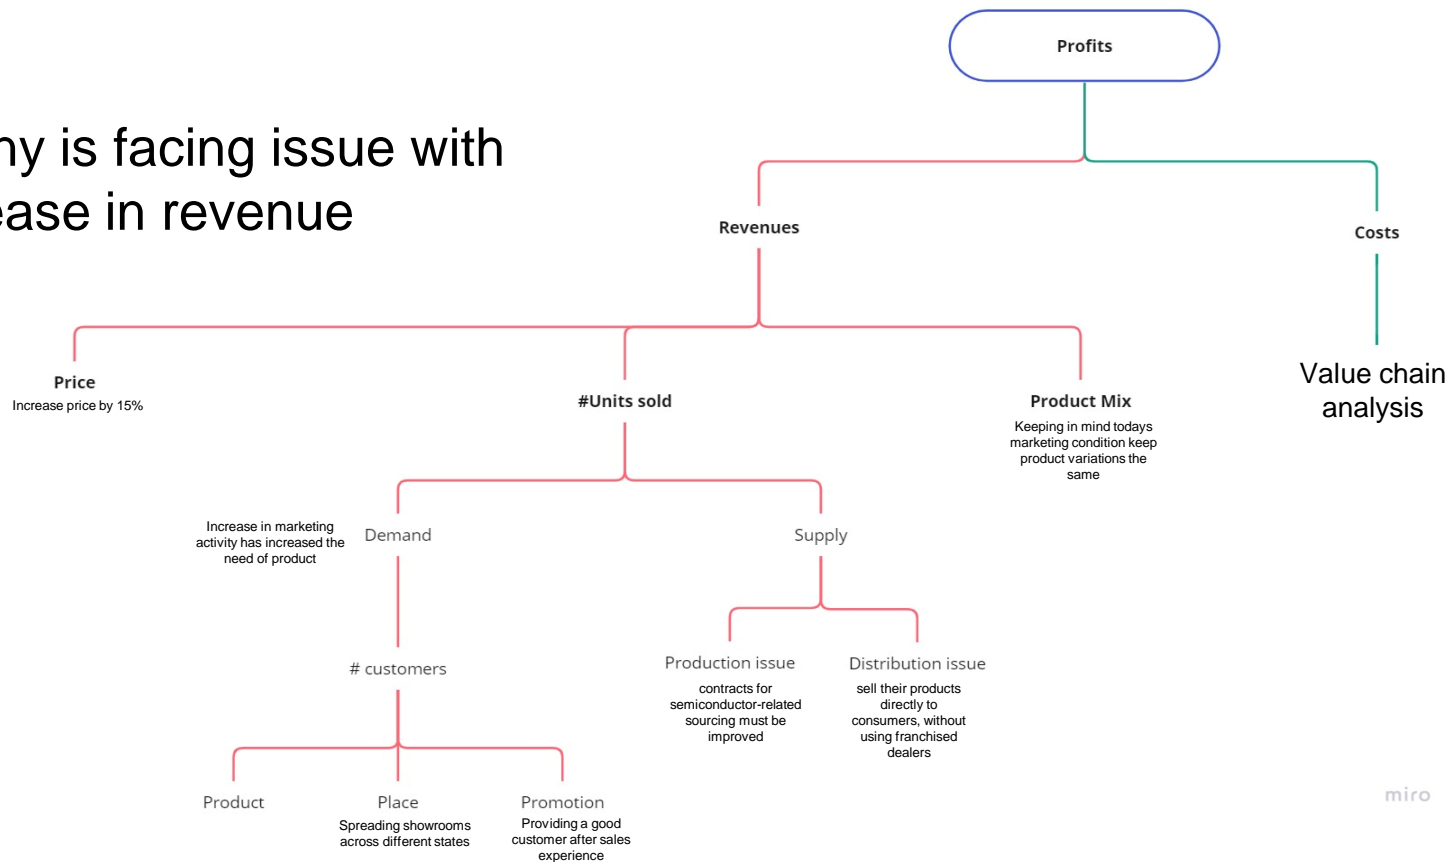 Profits
ny is facing issue with
ease in revenue
Revenues
Costs
Price
Increase price by 15%
#Units sold
Product Mix
Keeping in mind todays
marketing condition keep
product variations the
same
Value chain
analysis
Increase in marketing
activity has increased the
need of product
Demand
Supply
# customers
Production issue
contracts for
semiconductor-related
sourcing must be
improved
Distribution issue
sell their products
directly to
consumers, without
using franchised
dealers
Product
Place
Spreading showrooms
across different states
Promotion
Providing a good
customer after sales
experience
miro